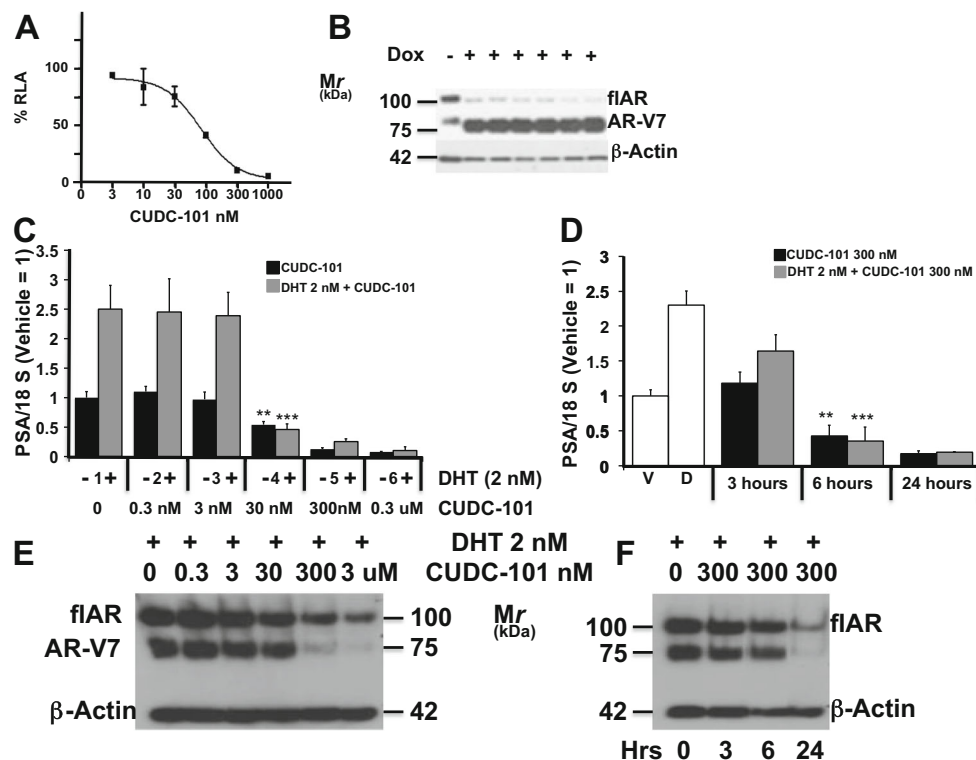 A
% RLA
100
50
0
0 3 10 30 100 300 1000
CUDC-101 nM
B
Dox - + + + + + +
Mr
(kDa)
100
75
42
flAR
AR-V7
β-Actin
C
PSA/18 S (Vehicle = 1)
3.5
3
2.5
2
1.5
1
0.5
0
CUDC-101
DHT 2 nM + CUDC-101
** ***
- 1 + - 2 + - 3 + - 4 + - 5 + - 6 + DHT (2 nM)
0 0.3 nM 3 nM 30 nM 300nM 0.3 uM CUDC-101
D
PSA/18 S (Vehicle = 1)
3
2.5
2
1.5
1
0.5
0
CUDC-101 300 nM
DHT 2 nM + CUDC-101 300 nM
** ***
V D 3 hours 6 hours 24 hours
E
+ + + + + + DHT 2 nM
0 0.3 3 30 300 3 uM CUDC-101 nM
flAR 100
AR-V7 75
β-Actin 42
Mr
(kDa)
F
+ + + +
0 300 300 300
100 flAR
75
42 β-Actin
Hrs 0 3 6 24